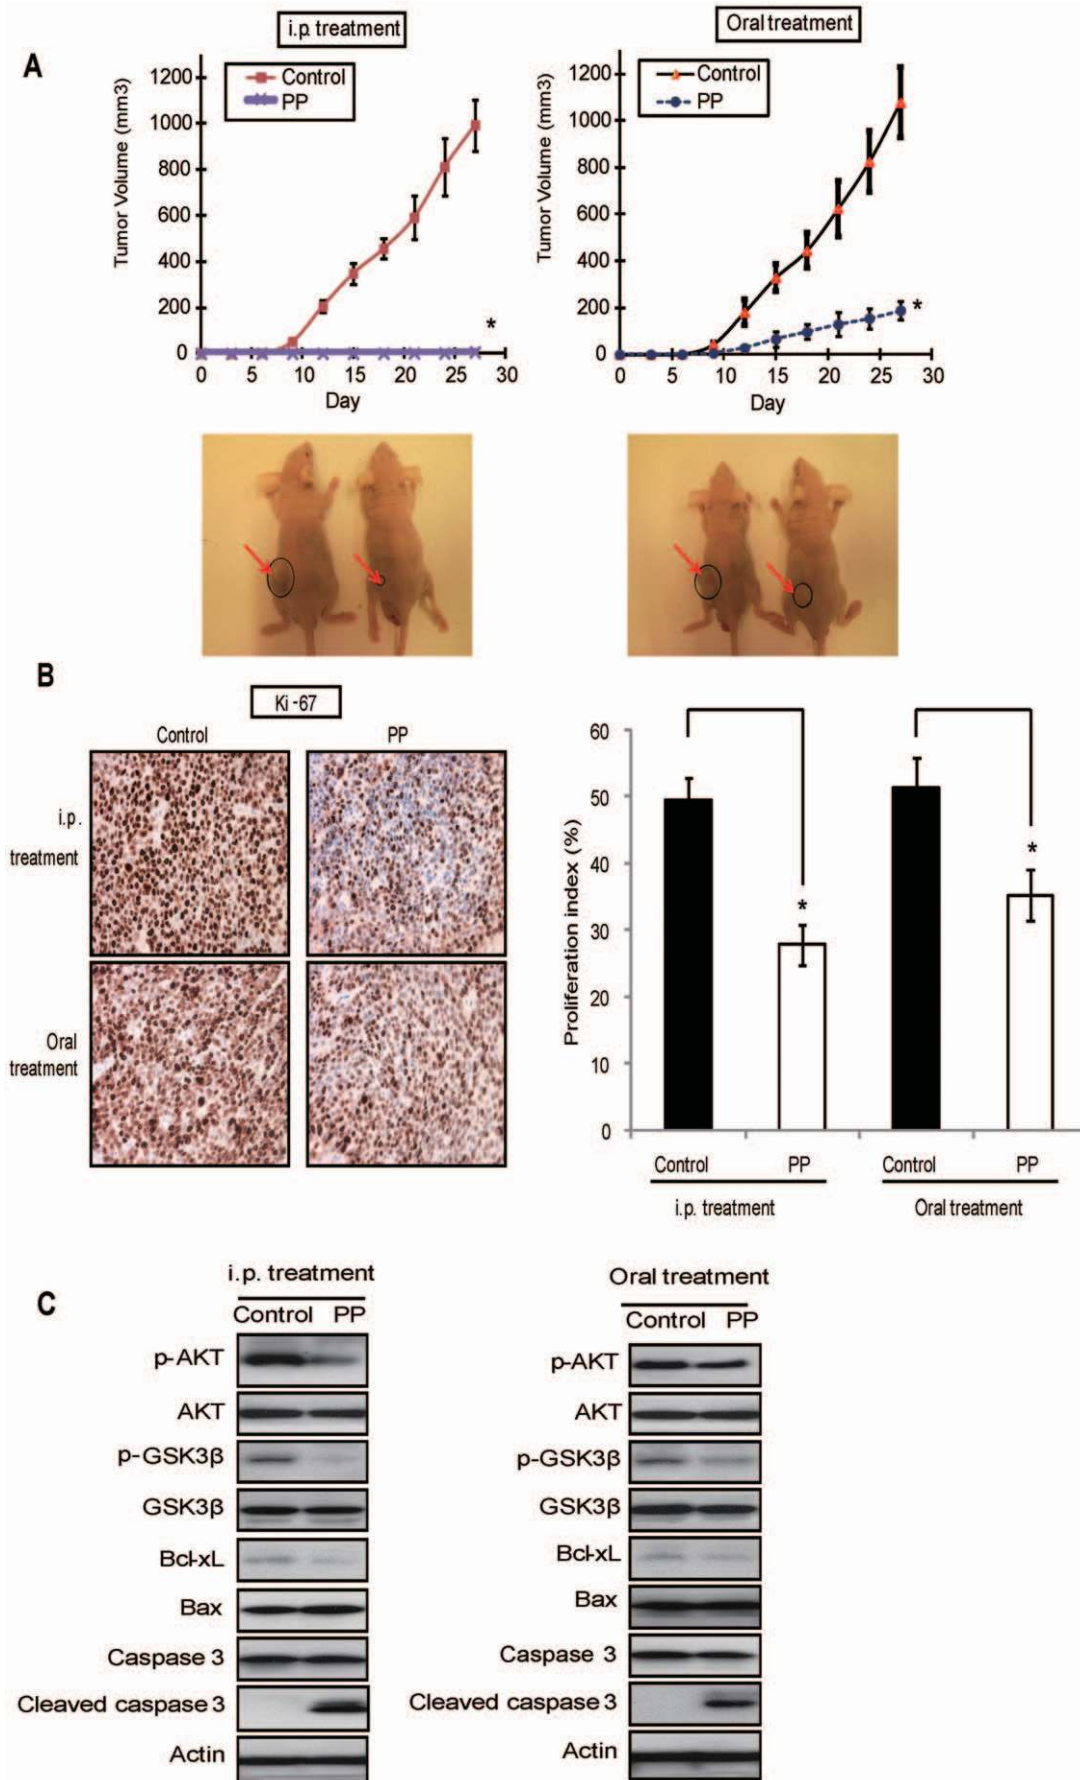 A
i.p. treatment
Control
PP
Tumor Volume (mm3)
1200
1000
800
600
400
200
0
*
0 5 10 15 20 25 30
Day
Oral treatment
Control
PP
Tumor Volume (mm3)
1200
1000
800
600
400
200
0
*
0 5 10 15 20 25 30
Day
B
Ki -67
Control PP
i.p.
treatment
Oral
treatment
Proliferation index (%)
60
50
40
30
20
10
0
*
*
Control PP Control PP
i.p. treatment Oral treatment
C
i.p. treatment
Control PP
p-AKT
AKT
p-GSK3β
GSK3β
Bcl-xL
Bax
Caspase 3
Cleaved caspase 3
Actin
Oral treatment
Control PP
p-AKT
AKT
p-GSK3β
GSK3β
Bcl-xL
Bax
Caspase 3
Cleaved caspase 3
Actin